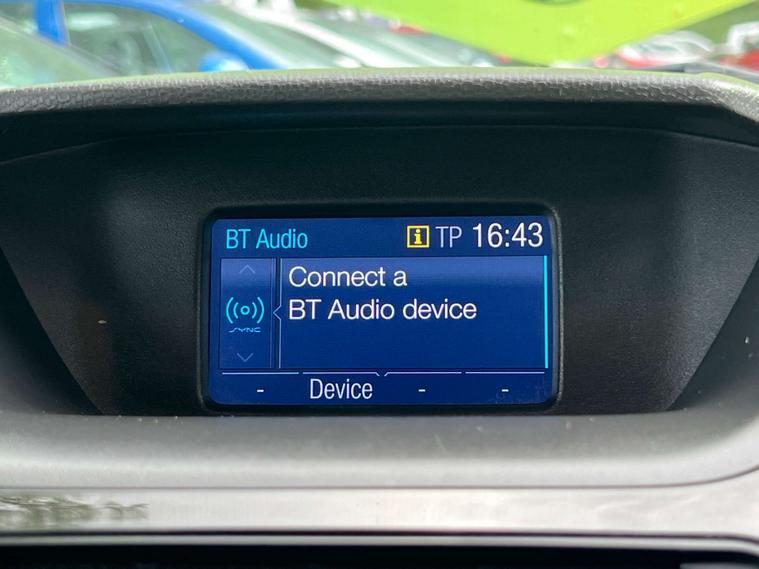 BT Audio i TP 16:43
Connect a
BT Audio device
SYNC
- Device - -